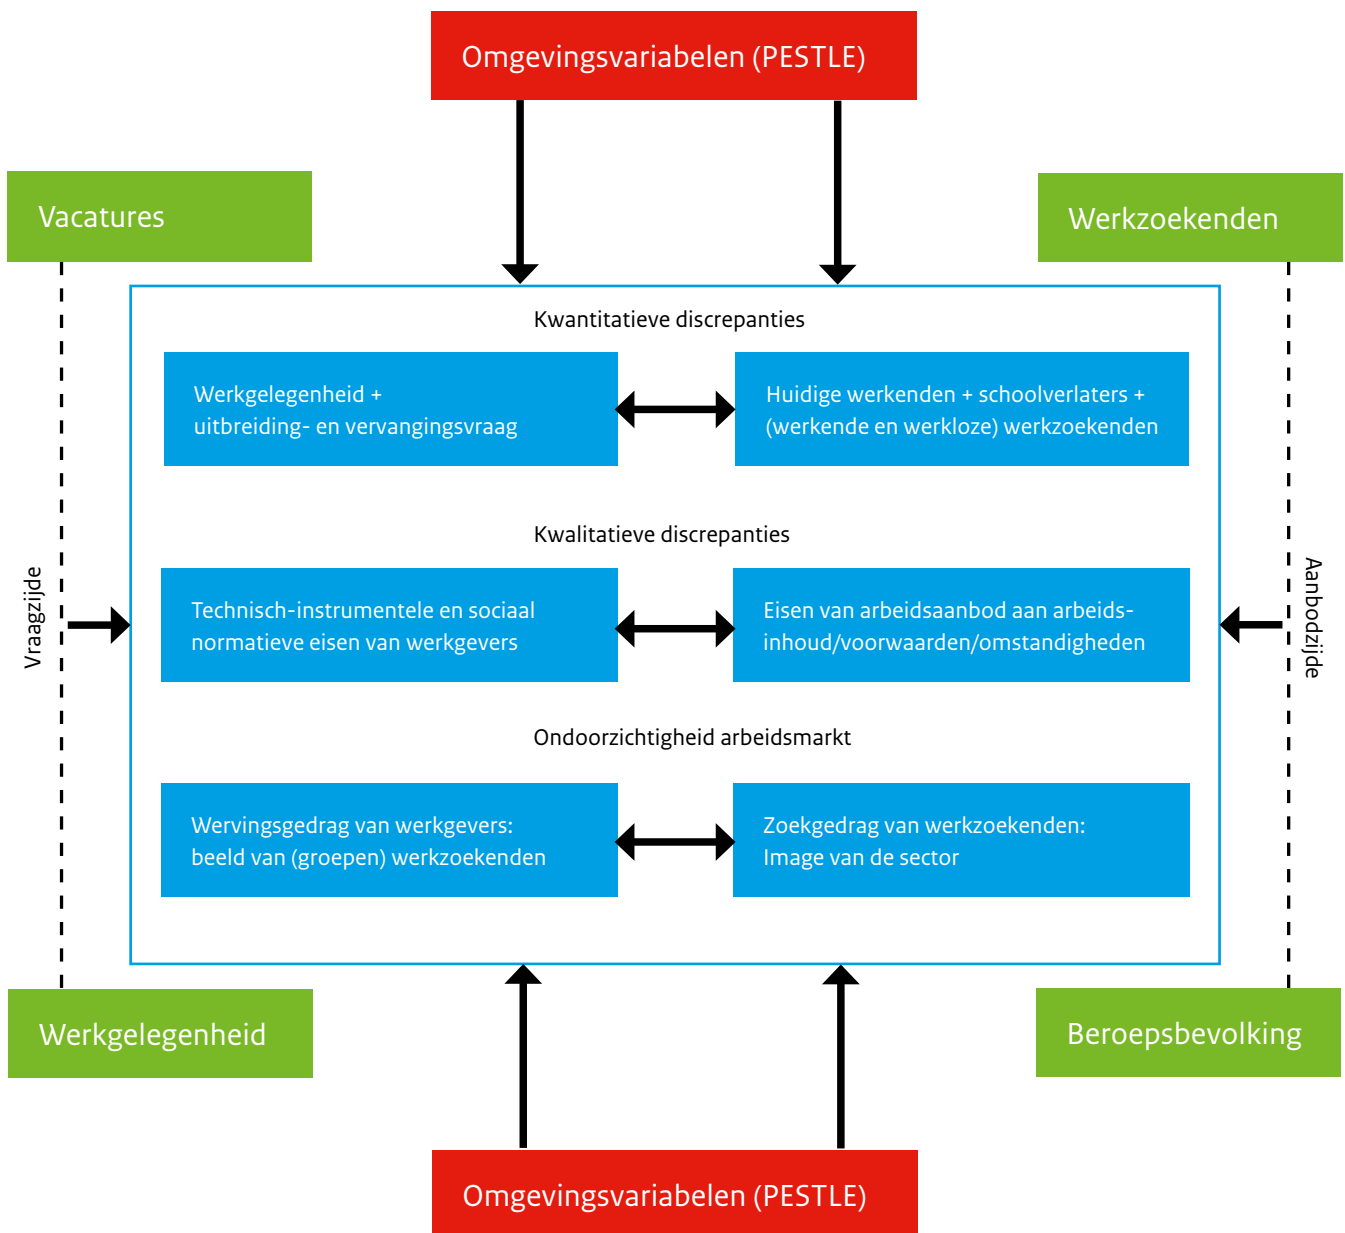 Omgevingsvariabelen (PESTLE)
Vacatures
Werkzoekenden
Kwantitatieve discrepanties
Werkgelegenheid +
uitbreiding- en vervangingsvraag
Huidige werkenden + schoolverlaters +
(werkende en werkloze) werkzoekenden
Kwalitatieve discrepanties
Vraagzijde
Technisch-instrumentele en sociaal
normatieve eisen van werkgevers
Eisen van arbeidsaanbod aan arbeids-
inhoud/voorwaarden/omstandigheden
Aanbodzijde
Ondoorzichtigheid arbeidsmarkt
Wervingsgedrag van werkgevers:
beeld van (groepen) werkzoekenden
Zoekgedrag van werkzoekenden:
Image van de sector
Werkgelegenheid
Beroepsbevolking
Omgevingsvariabelen (PESTLE)